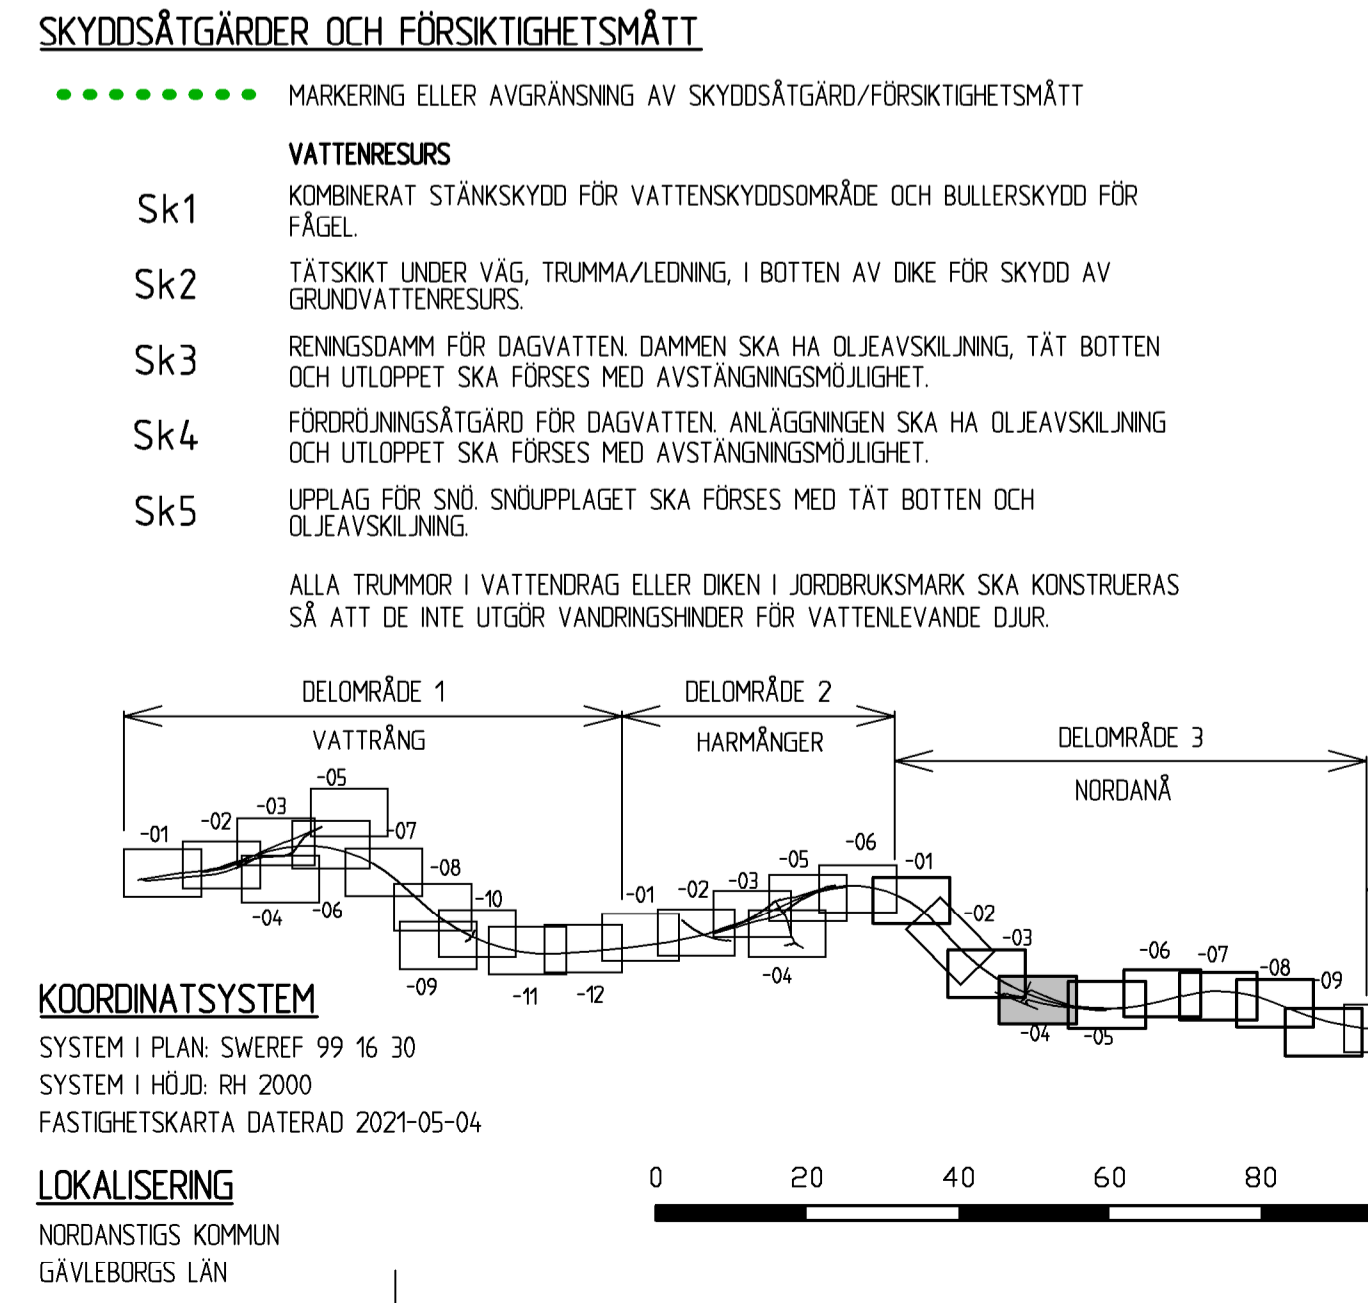 SKYDDSÅTGÄRDER OCH FÖRSIKTIGHETSMÅTT
MARKERING ELLER AVGRÄNSNING AV SKYDDSÅTGÄRD/FÖRSIKTIGHETSMÅTT
VATTENRESURS
Sk1 KOMBINERAT STÄNKSKYDD FÖR VATTENSKYDDSOMRÅDE OCH BULLERSKYDD FÖR
FÅGEL.
Sk2 TÄTSKIKT UNDER VÄG, TRUMMA/LEDNING, I BOTTEN AV DIKE FÖR SKYDD AV
GRUNDVATTENRESURS.
Sk3 RENINGSDAMM FÖR DAGVATTEN. DAMMEN SKA HA OLJEAVSKILJNING, TÄT BOTTEN
OCH UTLOPPET SKA FÖRSES MED AVSTÄNGNINGSMÖJLIGHET.
Sk4 FÖRDRÖJNINGSÅTGÄRD FÖR DAGVATTEN. ANLÄGGNINGEN SKA HA OLJEAVSKILJNING
OCH UTLOPPET SKA FÖRSES MED AVSTÄNGNINGSMÖJLIGHET.
Sk5 UPPLAG FÖR SNÖ. SNÖUPPLAGET SKA FÖRSES MED TÄT BOTTEN OCH
OLJEAVSKILJNING.
ALLA TRUMMOR I VATTENDRAG ELLER DIKEN I JORDBRUKSMARK SKA KONSTRUERAS
SÅ ATT DE INTE UTGÖR VANDRINGSHINDER FÖR VATTENLEVANDE DJUR.
DELOMRÅDE 1
VATTRÅNG
-01
-02
-03
-04
-05
-06
-07
-08
-09
-10
-11
-12
DELOMRÅDE 2
HARMÅNGER
-01
-02
-03
-04
-05
-06
DELOMRÅDE 3
NORDANÅ
-01
-02
-03
-04
-05
-06
-07
-08
-09
KOORDINATSYSTEM
SYSTEM I PLAN: SWEREF 99 16 30
SYSTEM I HÖJD: RH 2000
FASTIGHETSKARTA DATERAD 2021-05-04
LOKALISERING
NORDANSTIGS KOMMUN
GÄVLEBORGS LÄN
0 20 40 60 80